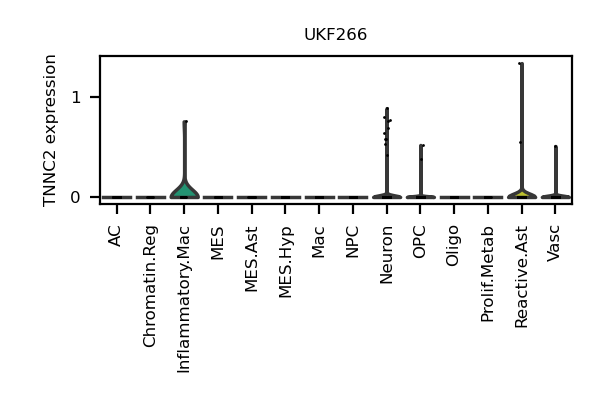 UKF266
TNNC2 expression
1
0
AC
Chromatin.Reg
Inflammatory.Mac
MES
MES.Ast
MES.Hyp
Mac
NPC
Neuron
OPC
Oligo
Prolif.Metab
Reactive.Ast
Vasc